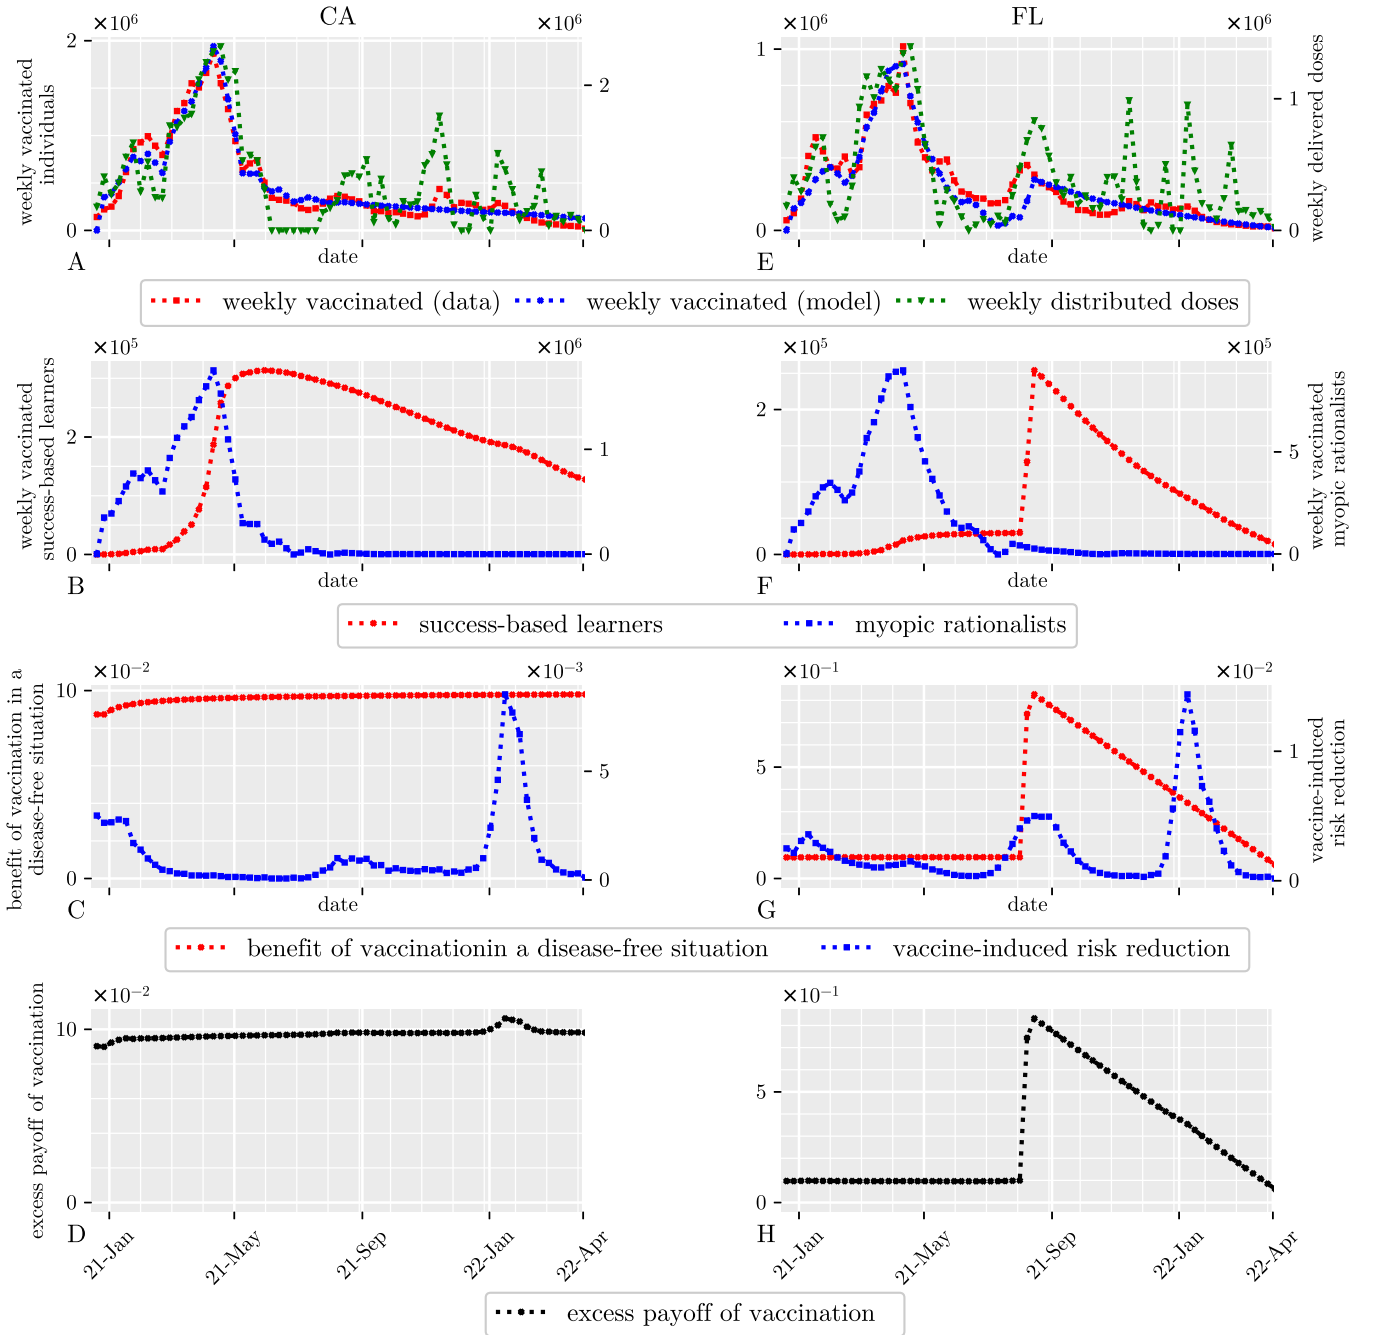 CA
FL
×10⁶
×10⁶
×10⁶
×10⁶
weekly vaccinated
individuals
weekly delivered doses
2
1
0
2
0
1
0
1
0
date
date
A
E
weekly vaccinated (data)
weekly vaccinated (model)
weekly distributed doses
×10⁵
×10⁶
×10⁵
×10⁵
weekly vaccinated
success-based learners
weekly vaccinated
myopic rationalists
2
0
1
0
2
0
5
0
date
date
B
F
success-based learners
myopic rationalists
×10⁻²
×10⁻³
×10⁻¹
×10⁻²
benefit of vaccination in a
disease-free situation
vaccine-induced
risk reduction
10
0
5
0
5
0
1
0
date
date
C
G
benefit of vaccinationin a disease-free situation
vaccine-induced risk reduction
×10⁻²
×10⁻¹
excess payoff of vaccination
10
0
5
0
D
H
21-Jan
21-May
21-Sep
22-Jan
22-Apr
21-Jan
21-May
21-Sep
22-Jan
22-Apr
excess payoff of vaccination